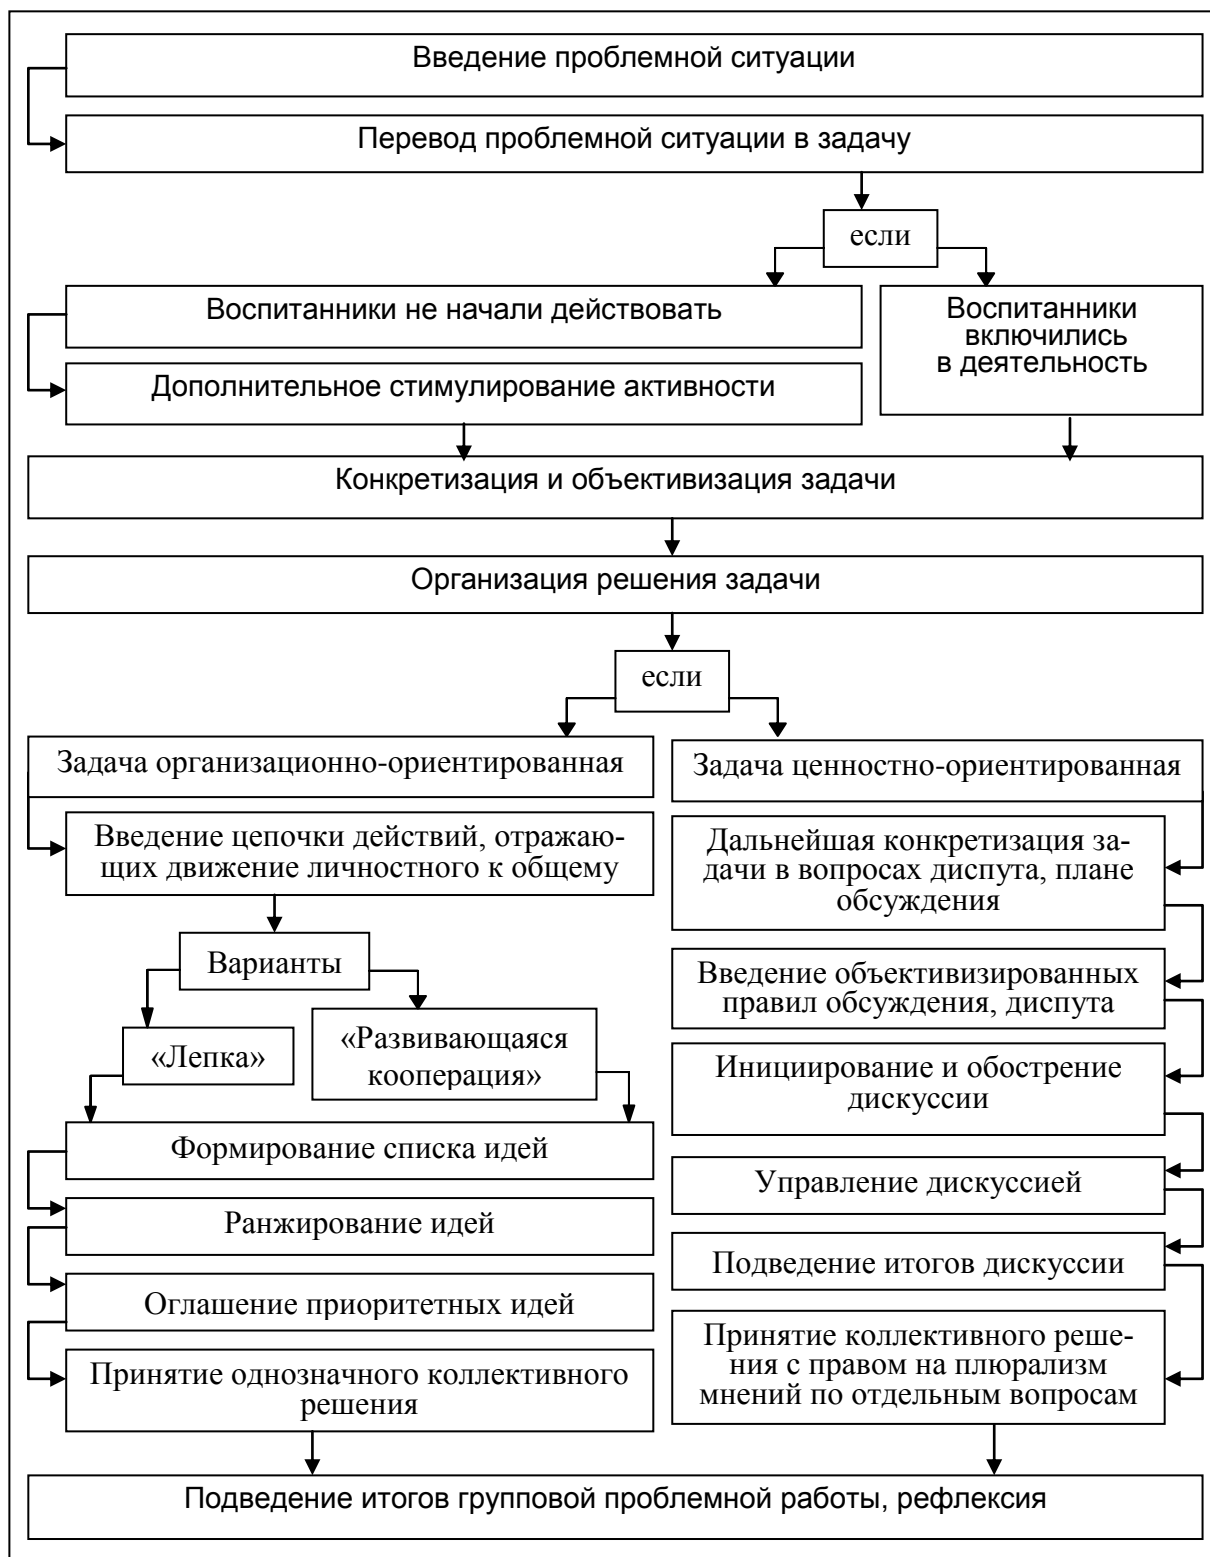 Введение проблемной ситуации
Перевод проблемной ситуации в задачу
если
Воспитанники не начали действовать
Воспитанники
включились
в деятельность
Дополнительное стимулирование активности
Конкретизация и объективизация задачи
Организация решения задачи
если
Задача организационно-ориентированная
Введение цепочки действий, отражаю-
щих движение личностного к общему
Варианты
«Лепка»
«Развивающаяся
кооперация»
Формирование списка идей
Ранжирование идей
Оглашение приоритетных идей
Принятие однозначного коллективного
решения
Задача ценностно-ориентированная
Дальнейшая конкретизация за-
дачи в вопросах диспута, плане
обсуждения
Введение объективизированных
правил обсуждения, диспута
Инициирование и обострение
дискуссии
Управление дискуссией
Подведение итогов дискуссии
Принятие коллективного реше-
ния с правом на плюрализм
мнений по отдельным вопросам
Подведение итогов групповой проблемной работы, рефлексия